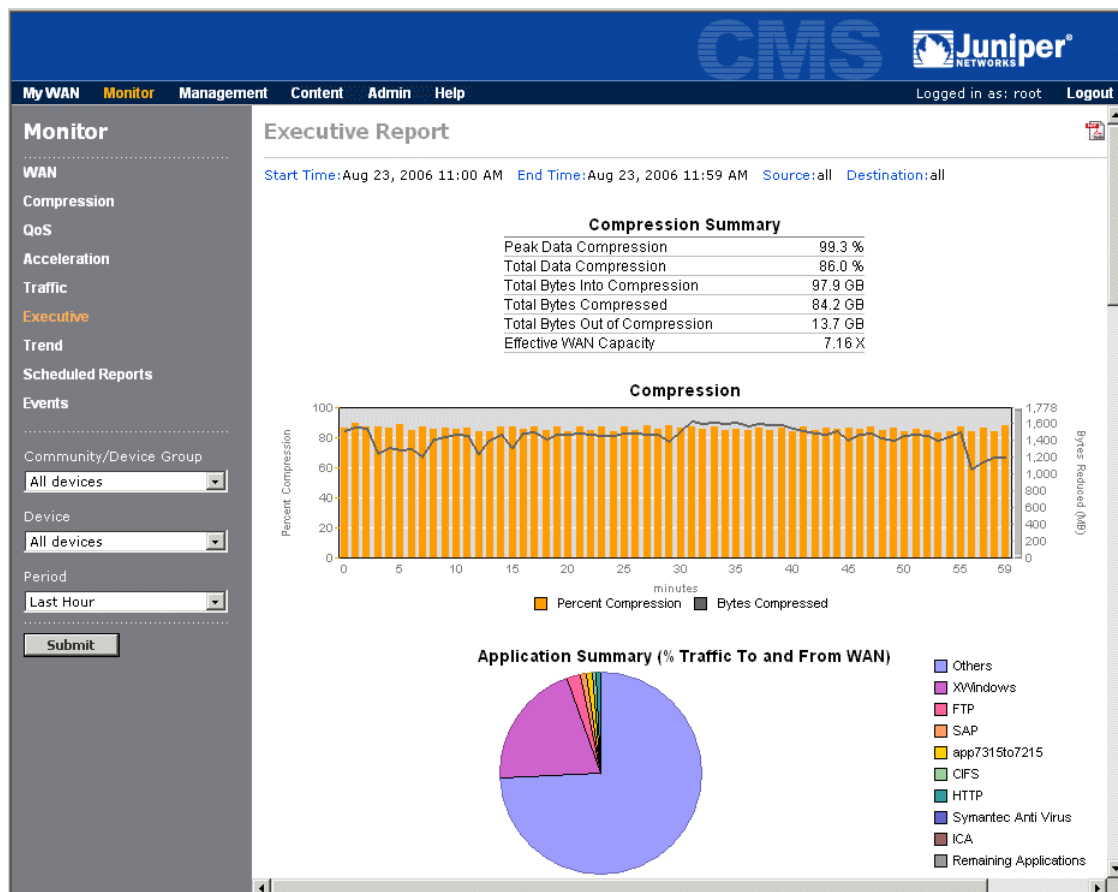 CMS
Juniper®
NETWORKS
My WAN Monitor Management Content Admin Help Logged in as: root Logout
Monitor
WAN
Compression
QoS
Acceleration
Traffic
Executive
Trend
Scheduled Reports
Events
Community/Device Group
All devices
Device
All devices
Period
Last Hour
Submit
Executive Report
PDF
Start Time:Aug 23, 2006 11:00 AM End Time:Aug 23, 2006 11:59 AM Source:all Destination:all
Compression Summary
Peak Data Compression 99.3 %
Total Data Compression 86.0 %
Total Bytes Into Compression 97.9 GB
Total Bytes Compressed 84.2 GB
Total Bytes Out of Compression 13.7 GB
Effective WAN Capacity 7.16 X
Compression
Percent Compression
100
80
60
40
20
0
1,778
1,600
1,400
1,200
1,000
800
600
400
200
0
Bytes Reduced (MB)
0 5 10 15 20 25 30 35 40 45 50 55 59
minutes
Percent Compression Bytes Compressed
Application Summary (% Traffic To and From WAN)
Others
XWindows
FTP
SAP
app7315to7215
CIFS
HTTP
Symantec Anti Virus
ICA
Remaining Applications